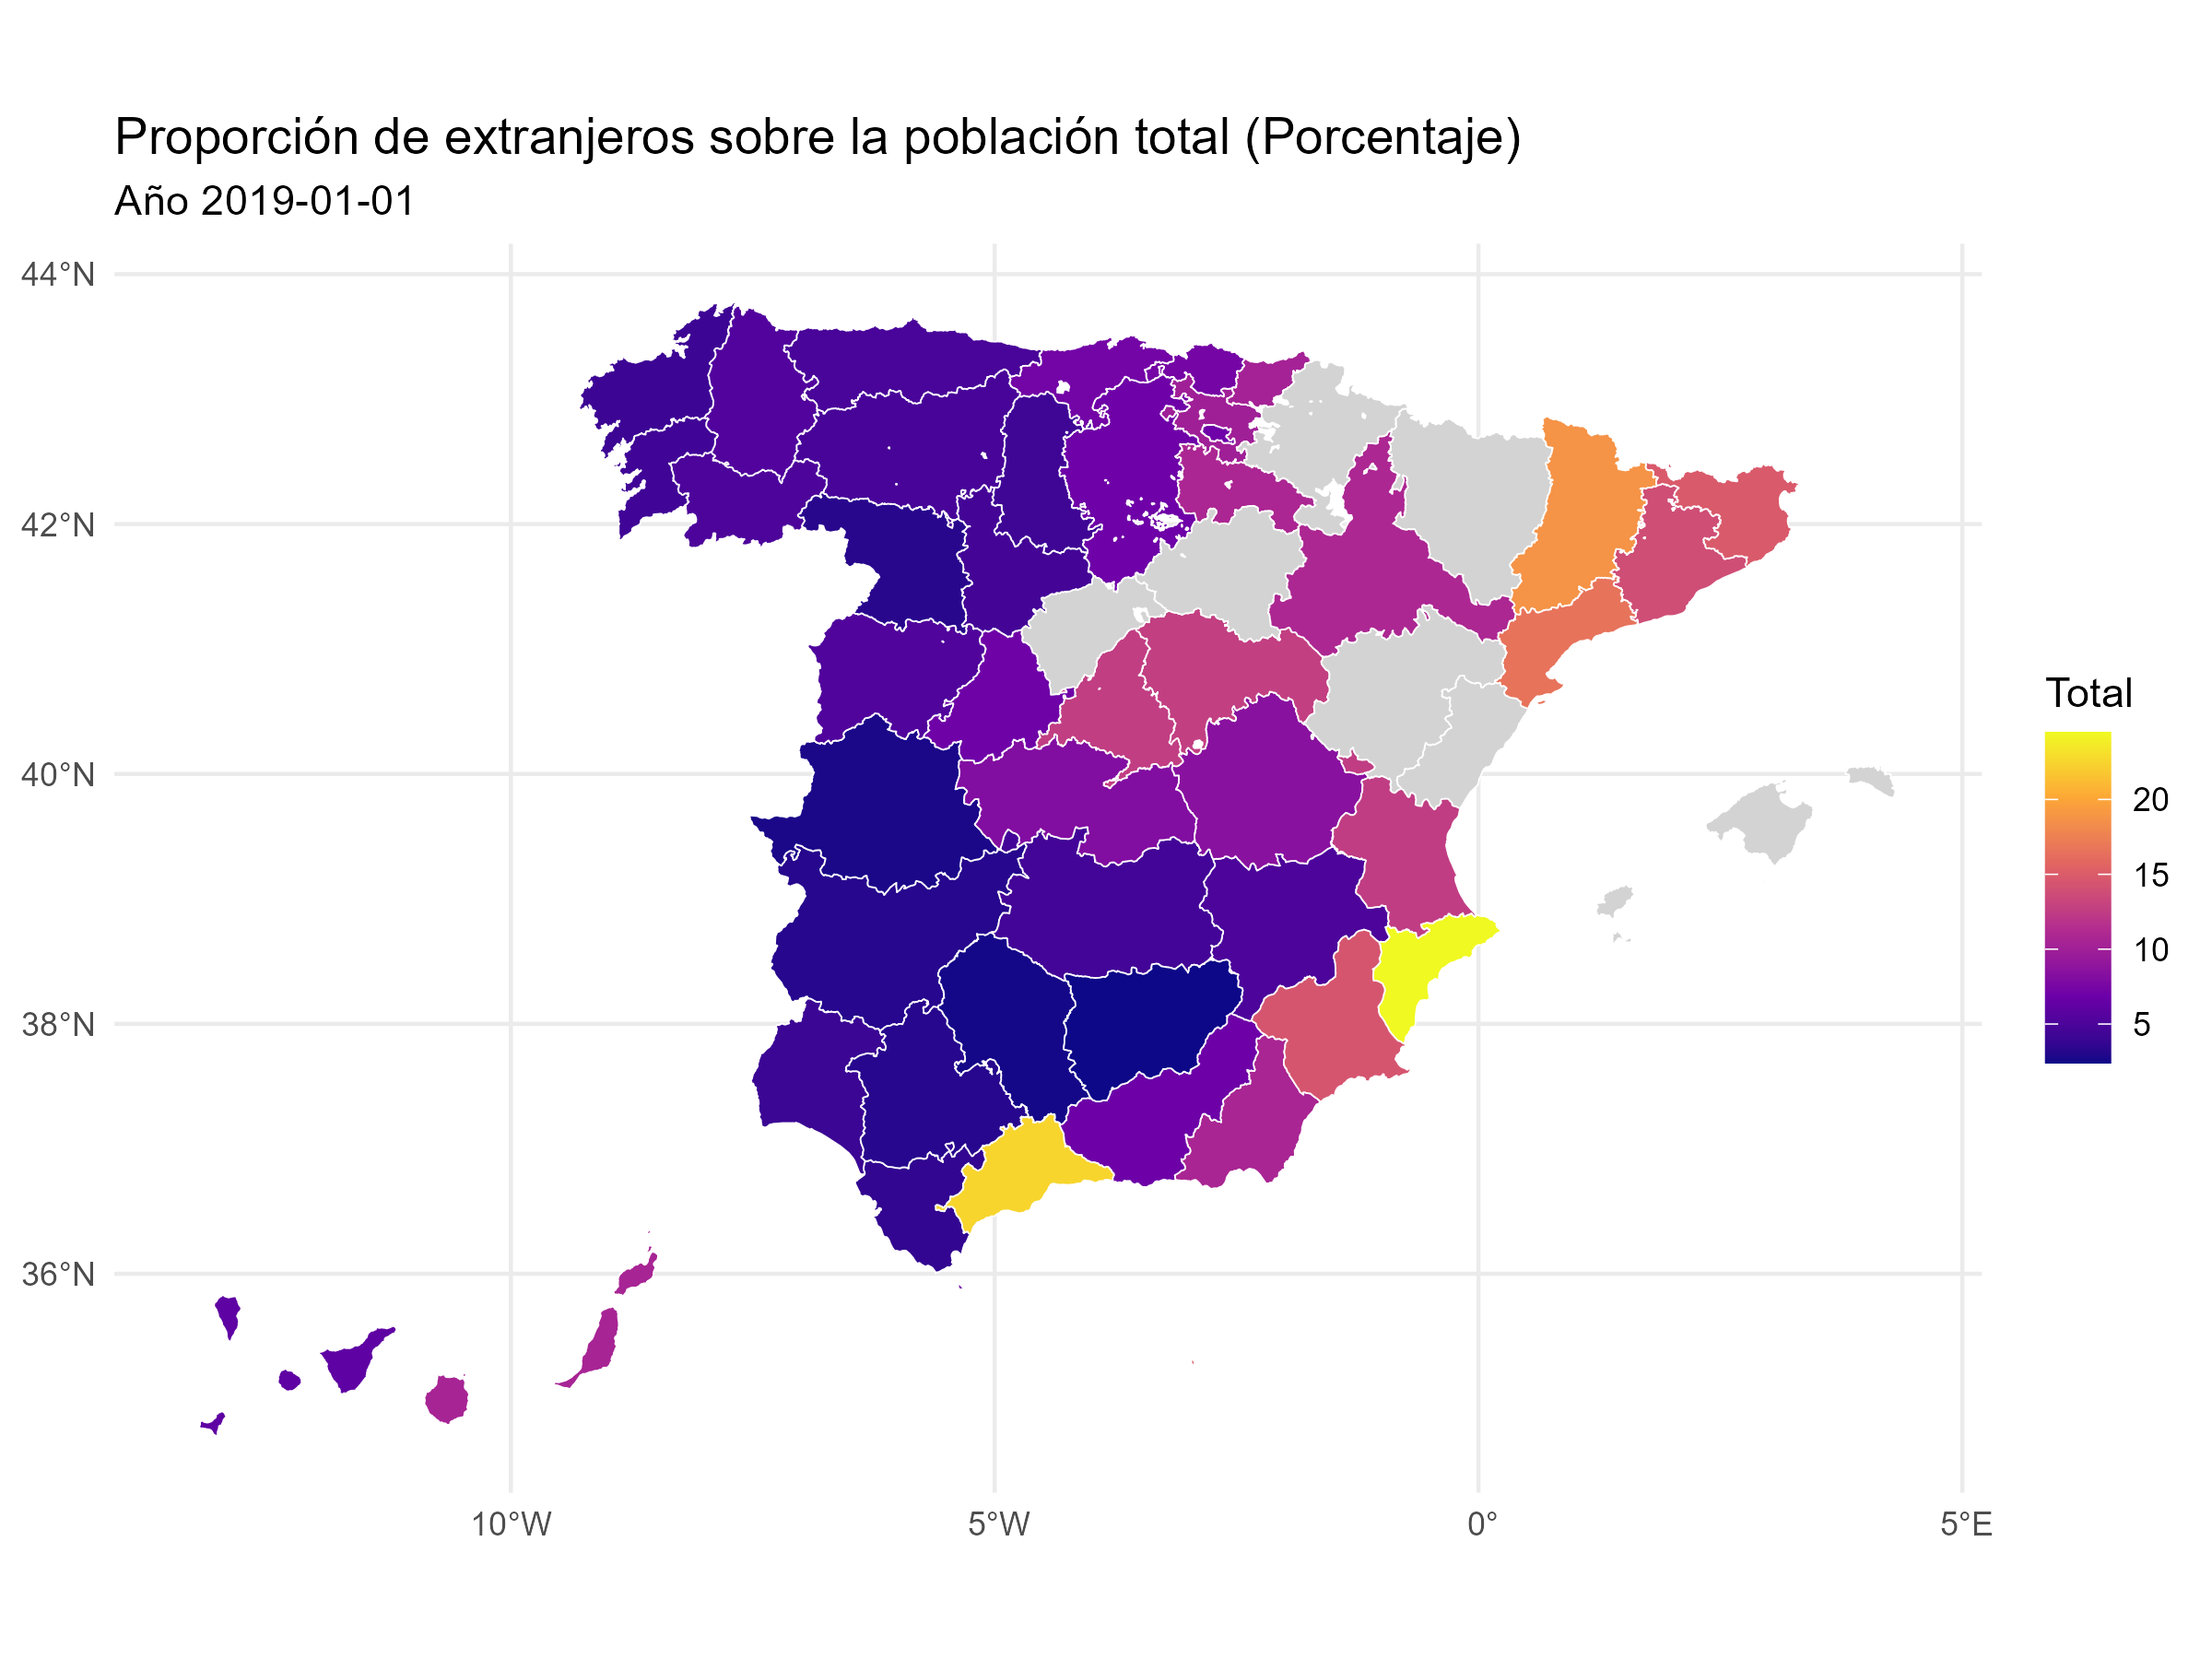 Proporción de extranjeros sobre la población total (Porcentaje)
Año 2019-01-01
44°N
42°N
40°N
38°N
36°N
10°W
5°W
0°
5°E
Total
20
15
10
5